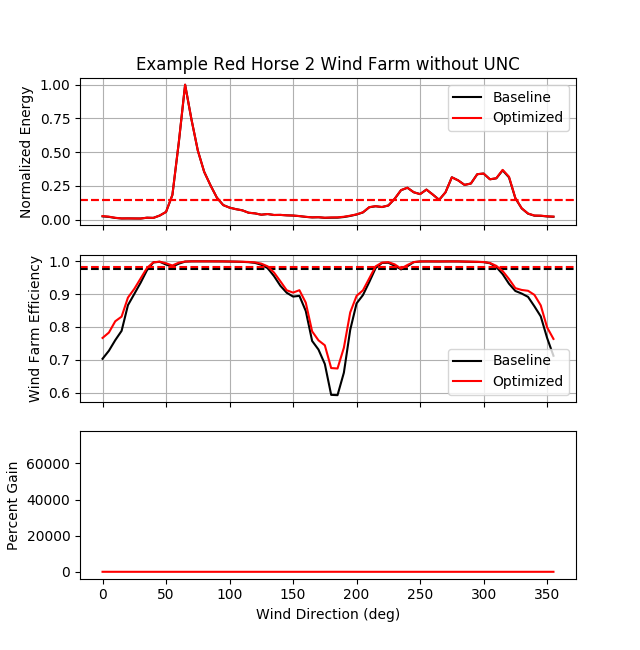 Example Red Horse 2 Wind Farm without UNC
Normalized Energy
1.00
0.75
0.50
0.25
0.00
Baseline
Optimized
Wind Farm Efficiency
1.0
0.9
0.8
0.7
0.6
Baseline
Optimized
Percent Gain
60000
40000
20000
0
0 50 100 150 200 250 300 350
Wind Direction (deg)